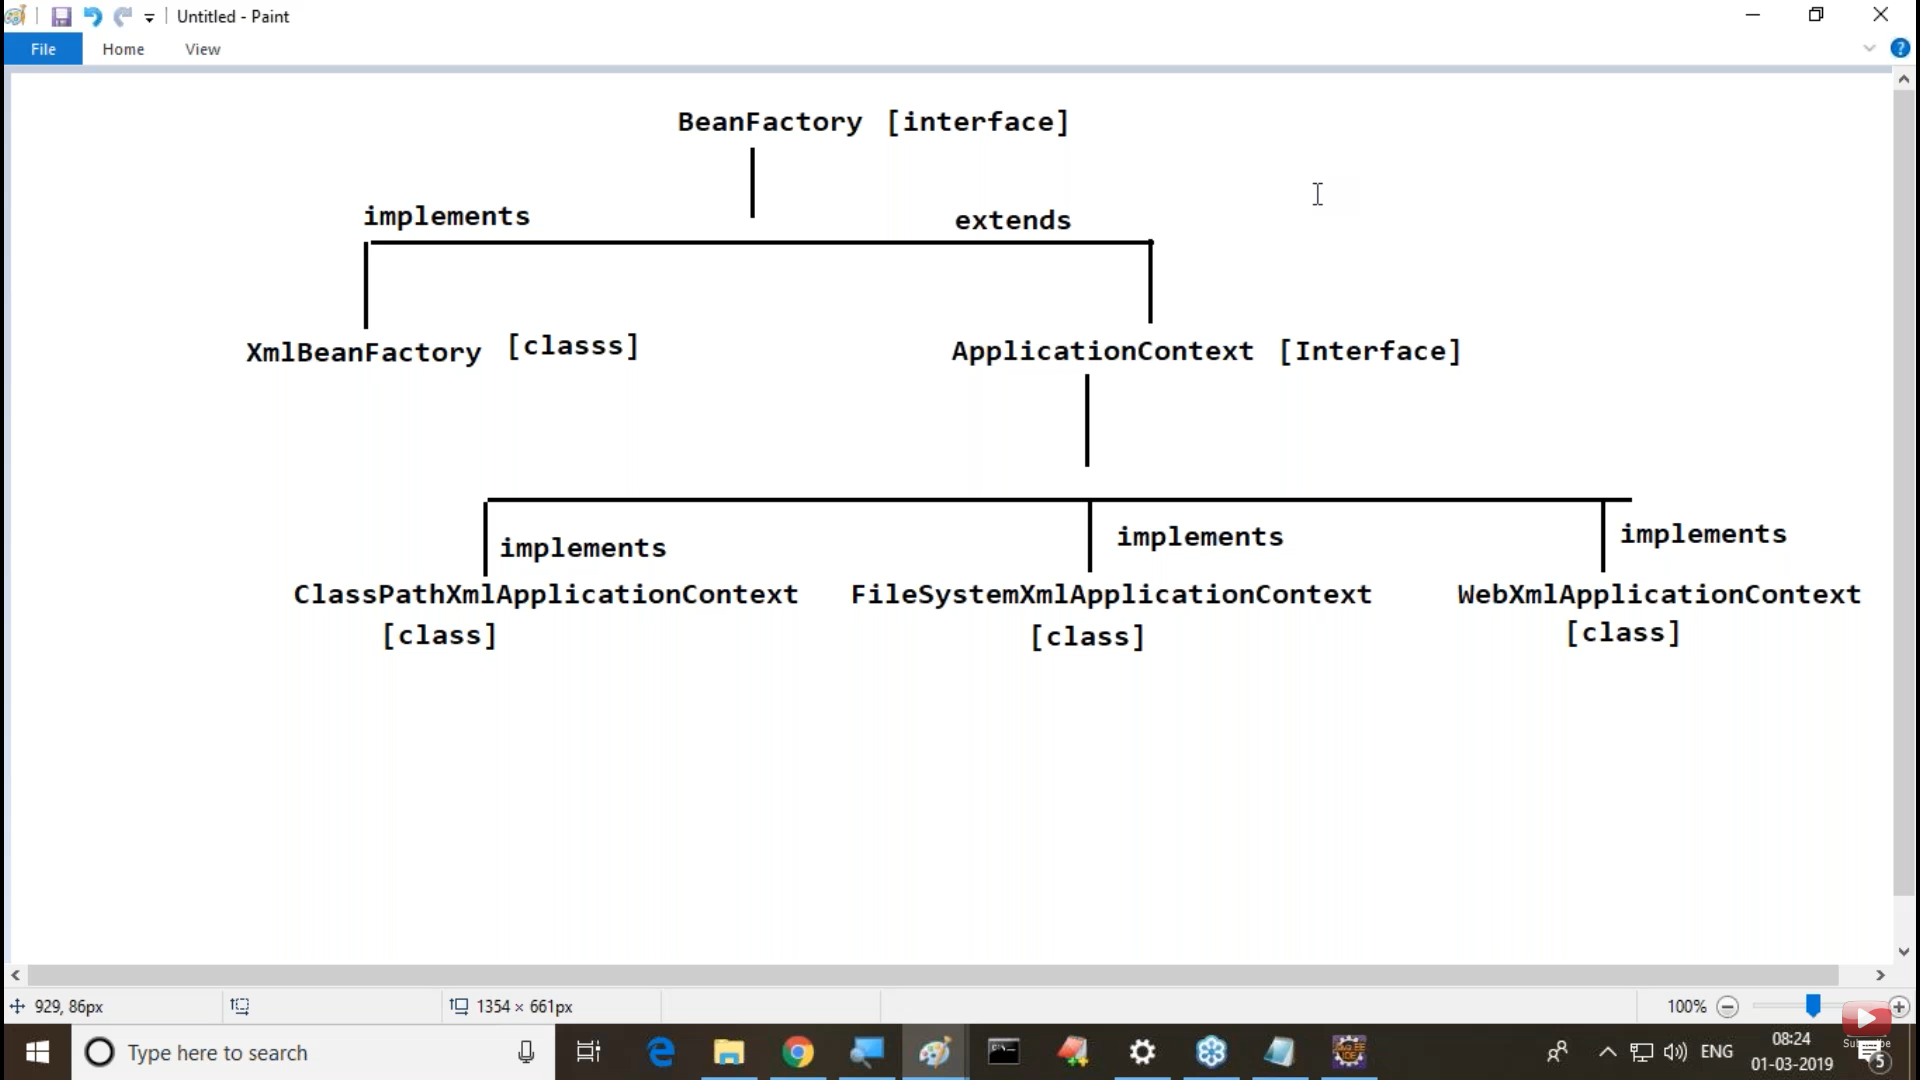 Untitled - Paint
File Home View
BeanFactory [interface]
implements extends
XmlBeanFactory [classs] ApplicationContext [Interface]
implements implements implements
ClassPathXmlApplicationContext FileSystemXmlApplicationContext WebXmlApplicationContext
[class] [class] [class]
929, 86px 1354 × 661px 100%
Type here to search
ENG
08:24
01-03-2019
5